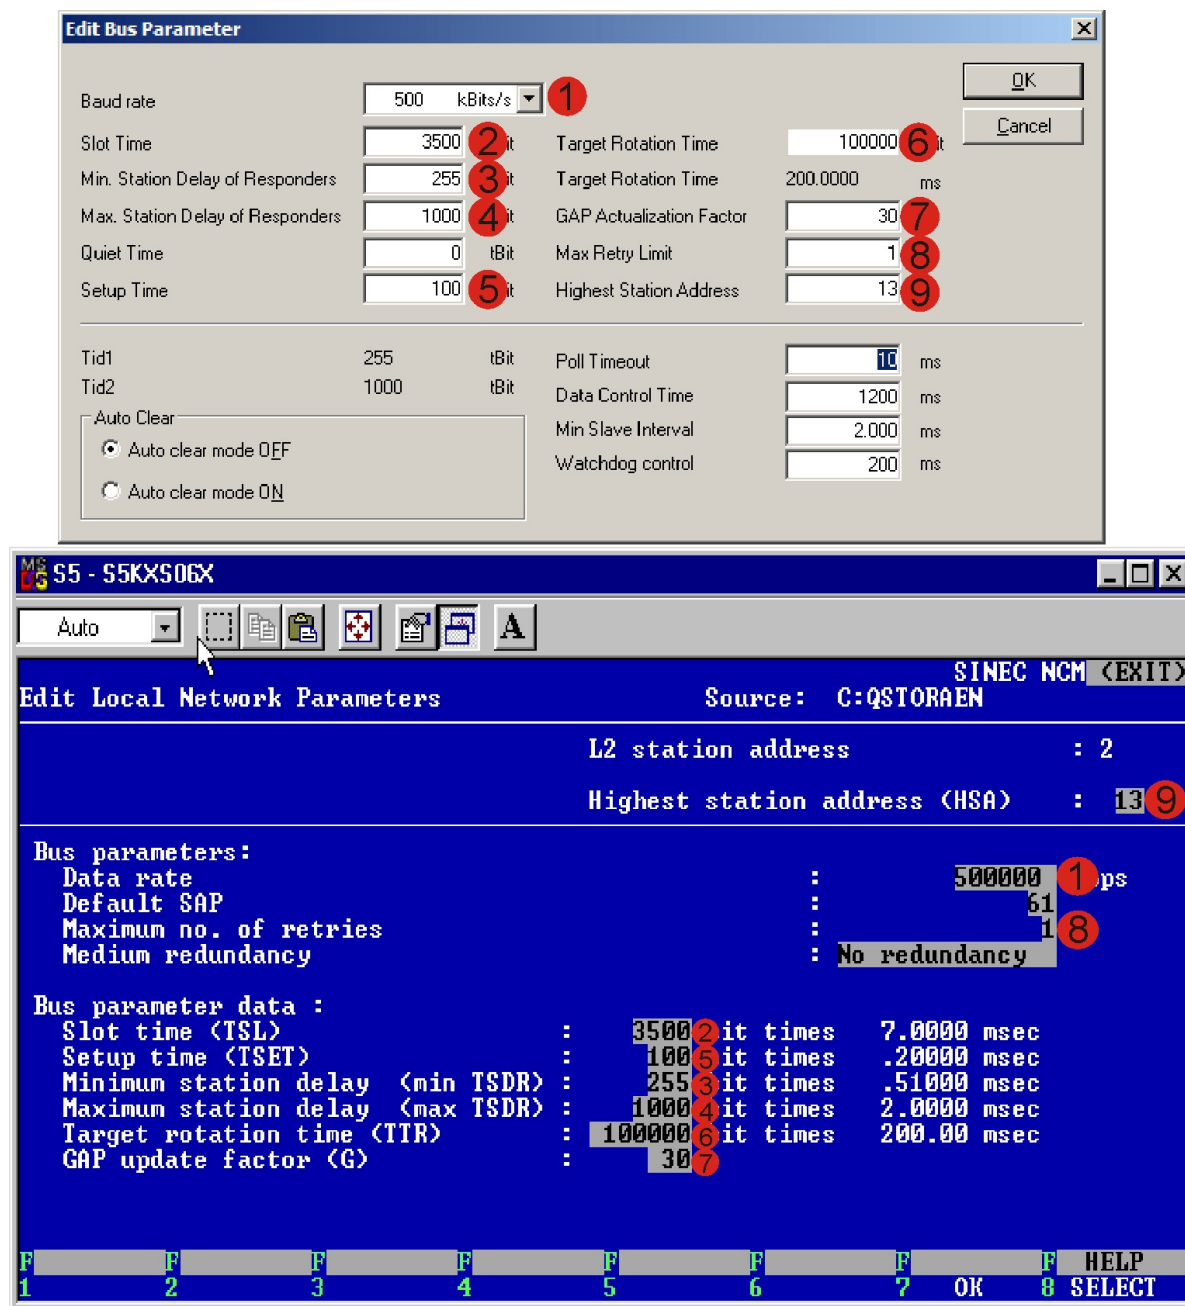 Edit Bus Parameter
OK
Cancel
Baud rate 500 kBits/s 1
Slot Time 3500 2 it Target Rotation Time 100000 6 it
Min. Station Delay of Responders 255 3 it Target Rotation Time 200.0000 ms
Max. Station Delay of Responders 1000 4 it GAP Actualization Factor 30 7
Quiet Time 0 tBit Max Retry Limit 1 8
Setup Time 100 5 it Highest Station Address 13 9
Tid1 255 tBit Poll Timeout 10 ms
Tid2 1000 tBit Data Control Time 1200 ms
Auto Clear Min Slave Interval 2.000 ms
Auto clear mode OFF Watchdog control 200 ms
Auto clear mode ON
MS DS S5 - S5KXS06X
Auto A
SINEC NCM (EXIT)
Edit Local Network Parameters Source: C:QSTORAEN
L2 station address : 2
Highest station address (HSA) : 13 9
Bus parameters:
Data rate : 500000 1 ps
Default SAP : 61
Maximum no. of retries : 1 8
Medium redundancy : No redundancy
Bus parameter data :
Slot time (TSL) : 3500 2 it times 7.0000 msec
Setup time (TSET) : 100 5 it times .20000 msec
Minimum station delay (min TSDR) : 255 3 it times .51000 msec
Maximum station delay (max TSDR) : 1000 4 it times 2.0000 msec
Target rotation time (TTR) : 100000 6 it times 200.00 msec
GAP update factor (G) : 30 7
F F F F F F F F HELP
1 2 3 4 5 6 7 OK 8 SELECT